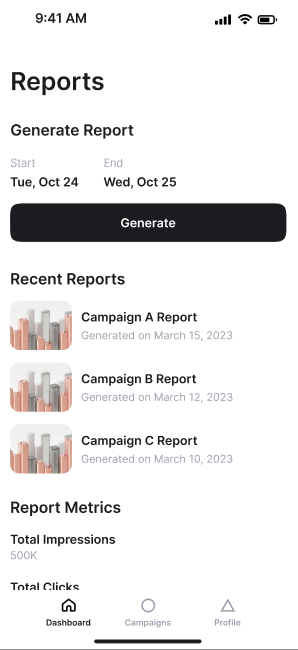 9:41 AM
Reports
Generate Report
Start End
Tue, Oct 24 Wed, Oct 25
Generate
Recent Reports
Campaign A Report
Generated on March 15, 2023
Campaign B Report
Generated on March 12, 2023
Campaign C Report
Generated on March 10, 2023
Report Metrics
Total Impressions
500K
Total Clicks
Dashboard Campaigns Profile